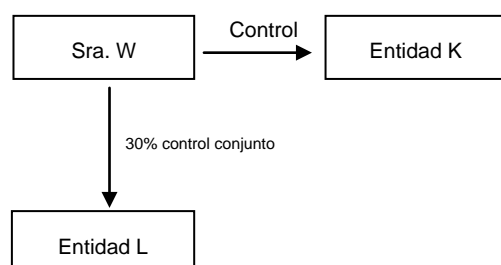 Control
Sra. W
Entidad K
30% control conjunto
Entidad L